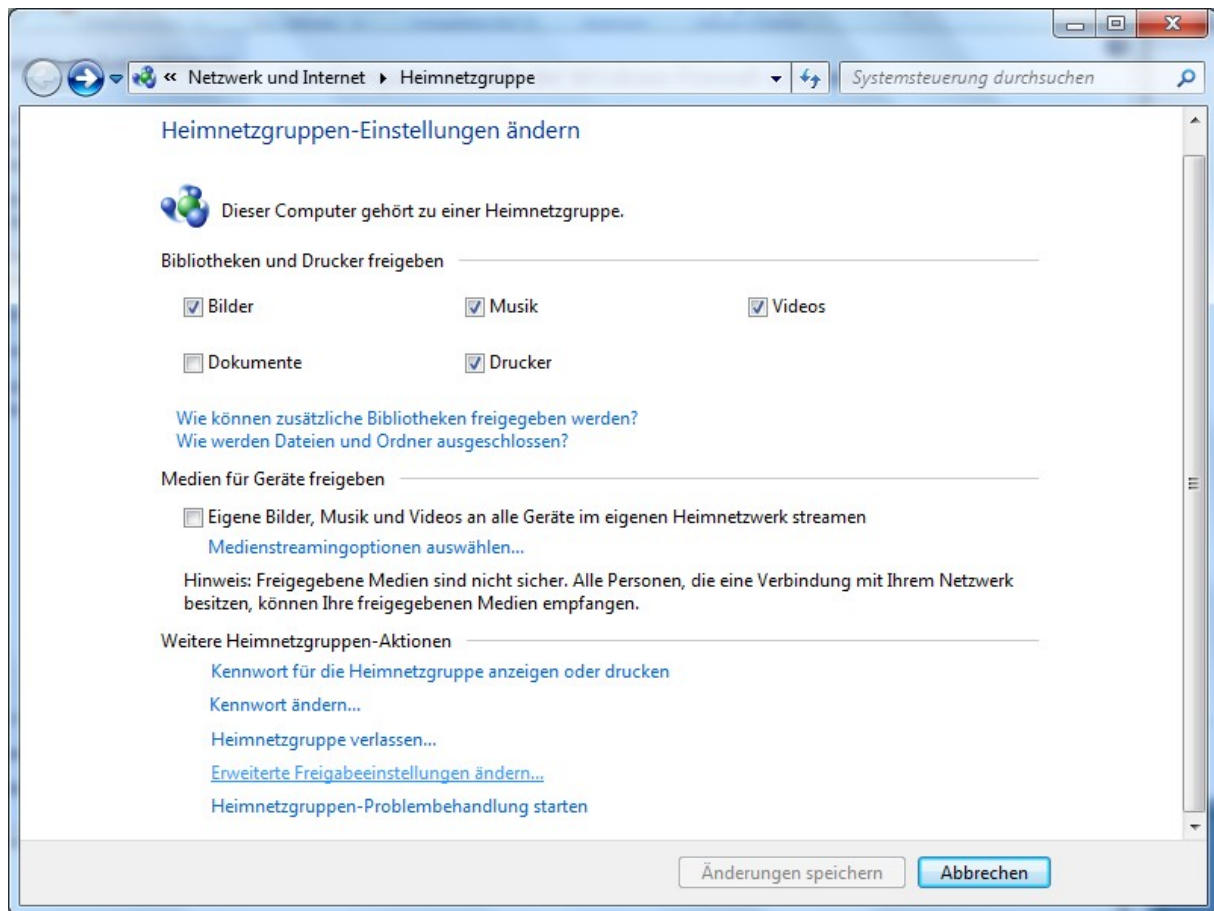 « Netzwerk und Internet Heimnetzgruppe Systemsteuerung durchsuchen
Heimnetzgruppen-Einstellungen ändern
Dieser Computer gehört zu einer Heimnetzgruppe.
Bibliotheken und Drucker freigeben
Bilder Musik Videos
Dokumente Drucker
Wie können zusätzliche Bibliotheken freigegeben werden?
Wie werden Dateien und Ordner ausgeschlossen?
Medien für Geräte freigeben
Eigene Bilder, Musik und Videos an alle Geräte im eigenen Heimnetzwerk streamen
Medienstreamingoptionen auswählen...
Hinweis: Freigegebene Medien sind nicht sicher. Alle Personen, die eine Verbindung mit Ihrem Netzwerk
besitzen, können Ihre freigegebenen Medien empfangen.
Weitere Heimnetzgruppen-Aktionen
Kennwort für die Heimnetzgruppe anzeigen oder drucken
Kennwort ändern...
Heimnetzgruppe verlassen...
Erweiterte Freigabeeinstellungen ändern...
Heimnetzgruppen-Problembehandlung starten
Änderungen speichern Abbrechen